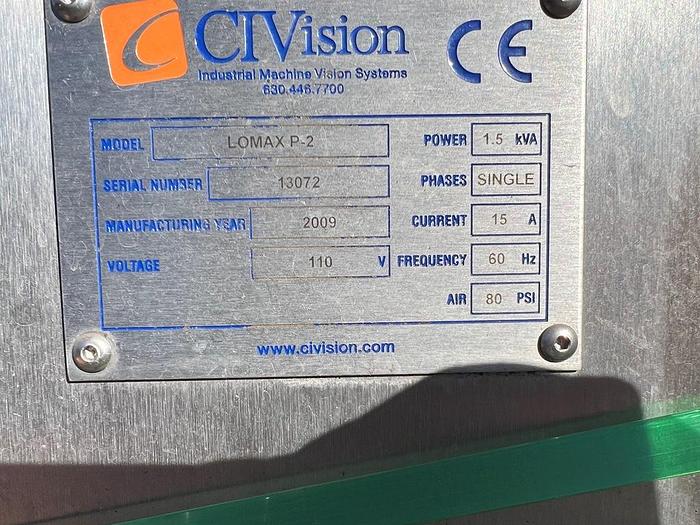 CIVision
Industrial Machine Vision Systems
630.446.7700
CE
MODEL LOMAX P-2 POWER 1.5 kVA
SERIAL NUMBER 13072 PHASES SINGLE
MANUFACTURING YEAR 2009 CURRENT 15 A
VOLTAGE 110 V FREQUENCY 60 Hz
AIR 80 PSI
www.civision.com